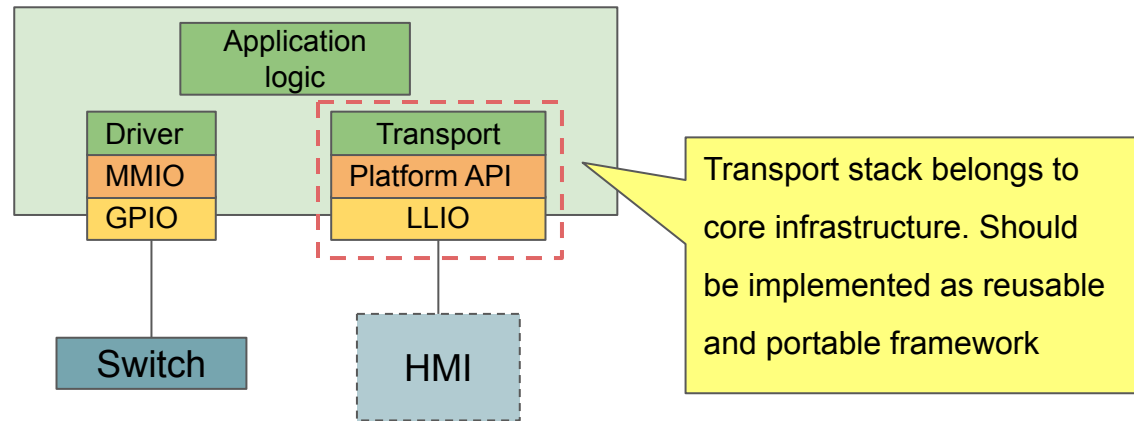 Application
logic
Driver
MMIO
GPIO
Transport
Platform API
LLIO
Switch
HMI
Transport stack belongs to
core infrastructure. Should
be implemented as reusable
and portable framework